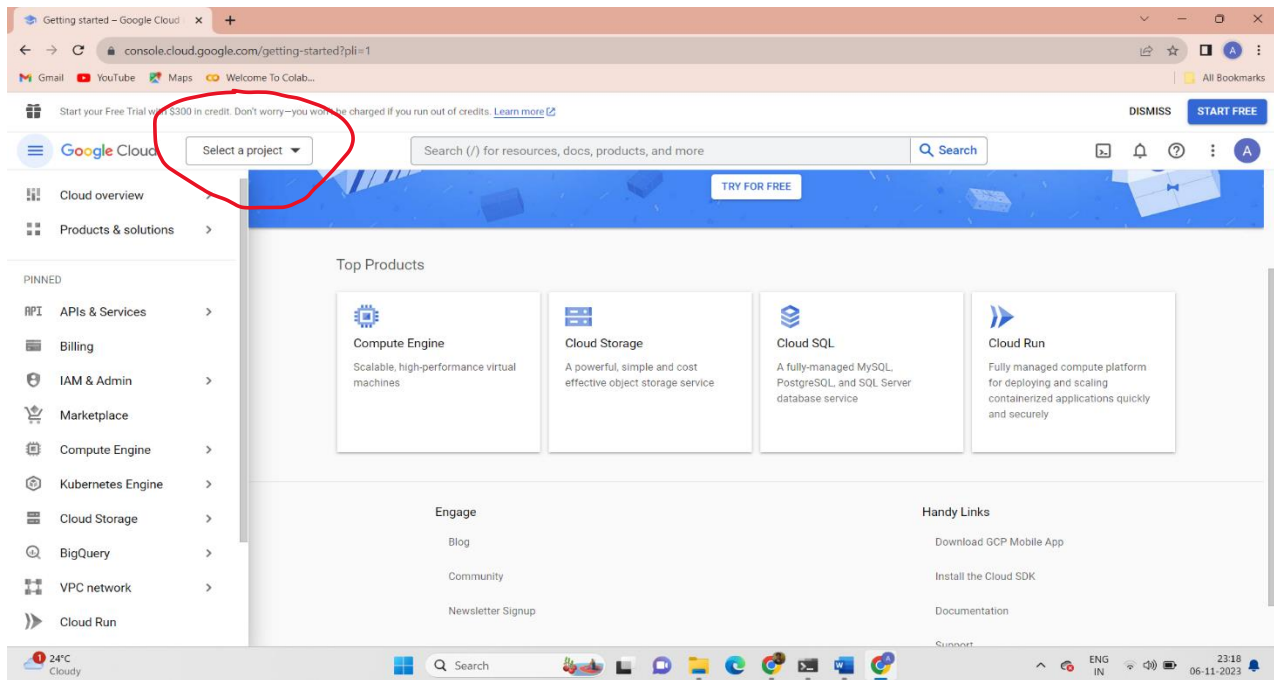 Getting started – Google Cloud
console.cloud.google.com/getting-started?pli=1
Gmail YouTube Maps Welcome To Colab... All Bookmarks
Start your Free Trial with $300 in credit. Don't worry—you won't be charged if you run out of credits. Learn more DISMISS START FREE
Google Cloud Select a project Search (/) for resources, docs, products, and more Search A
Cloud overview
Products & solutions
PINNED
API APIs & Services
Billing
IAM & Admin
Marketplace
Compute Engine
Kubernetes Engine
Cloud Storage
BigQuery
VPC network
Cloud Run
TRY FOR FREE
Top Products
Compute Engine
Scalable, high-performance virtual
machines
Cloud Storage
A powerful, simple and cost
effective object storage service
Cloud SQL
A fully-managed MySQL,
PostgreSQL, and SQL Server
database service
Cloud Run
Fully managed compute platform
for deploying and scaling
containerized applications quickly
and securely
Engage
Blog
Community
Newsletter Signup
Handy Links
Download GCP Mobile App
Install the Cloud SDK
Documentation
Support
1 24°C
Cloudy
Search
ENG
IN
23:18
06-11-2023